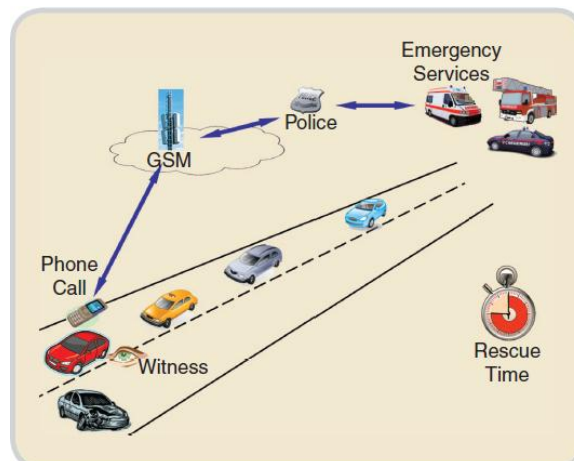 Emergency
Services
Police
GSM
Phone
Call
Witness
Rescue
Time